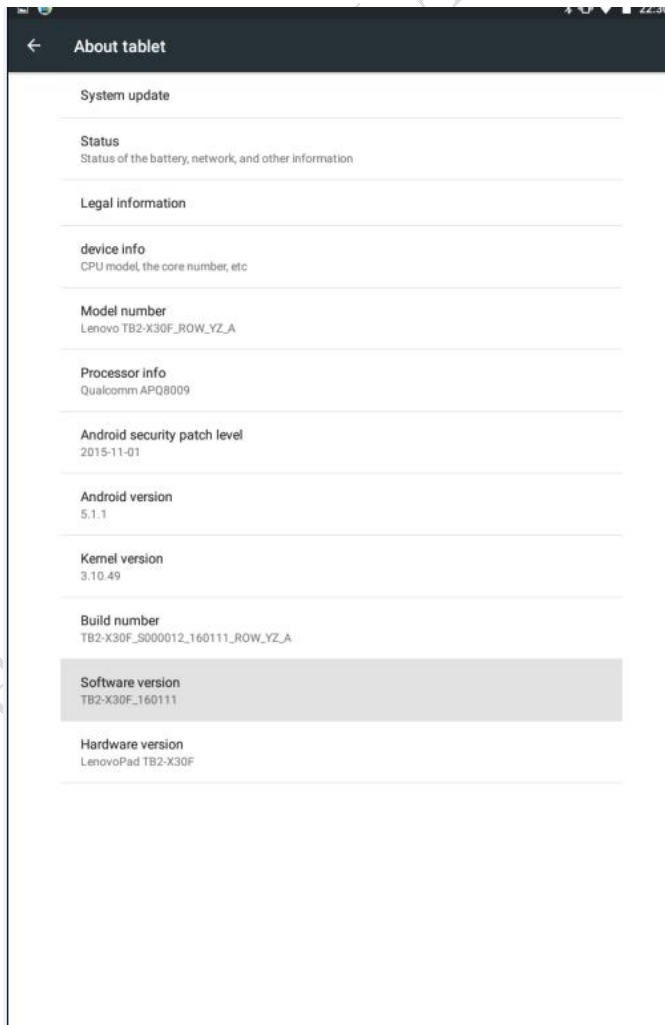 About tablet
System update
Status
Status of the battery, network, and other information
Legal information
device info
CPU model, the core number, etc
Model number
Lenovo TB2-X30F_ROW_YZ_A
Processor info
Qualcomm APQ8009
Android security patch level
2015-11-01
Android version
5.1.1
Kernel version
3.10.49
Build number
TB2-X30F_S000012_160111_ROW_YZ_A
Software version
TB2-X30F_160111
Hardware version
LenovoPad TB2-X30F